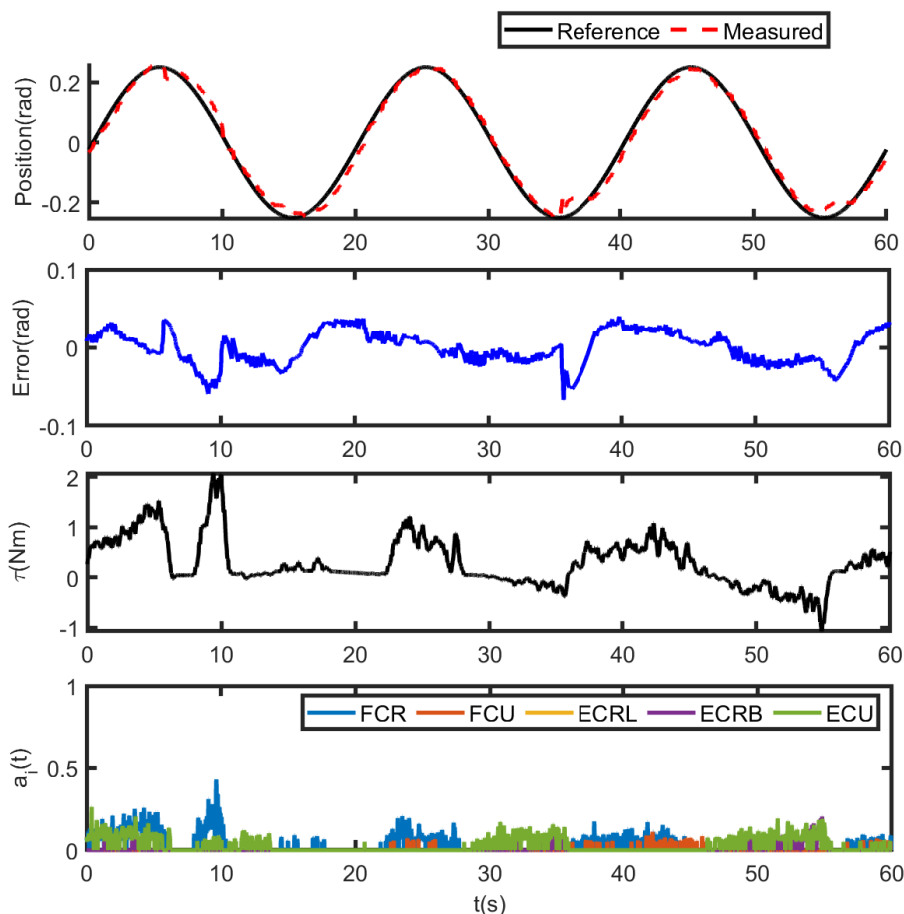 Reference Measured
Position(rad)
0.2
0
-0.2
0 10 20 30 40 50 60
Error(rad)
0.1
0
-0.1
0 10 20 30 40 50 60
τ(Nm)
2
1
0
-1
0 10 20 30 40 50 60
FCR FCU ECRL ECRB ECU
a_i(t)
1
0.5
0
0 10 20 30 40 50 60
t(s)